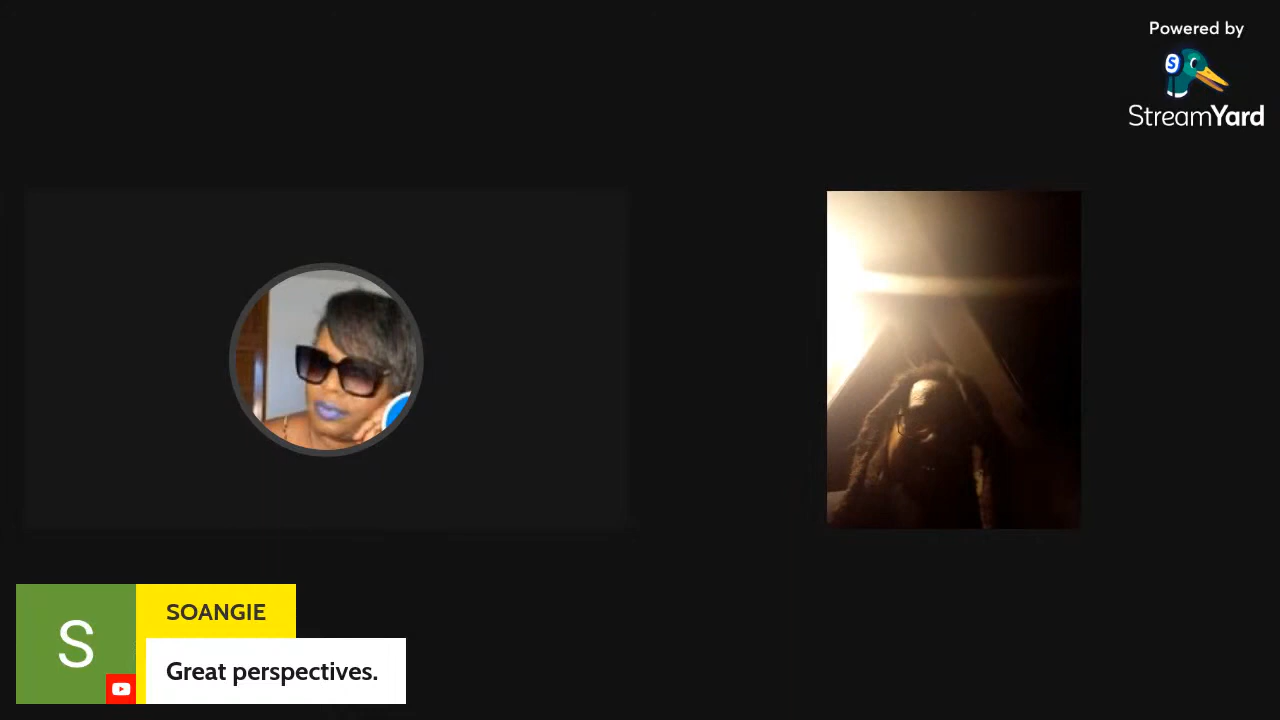 Powered by
S
StreamYard
S
SOANGIE
Great perspectives.